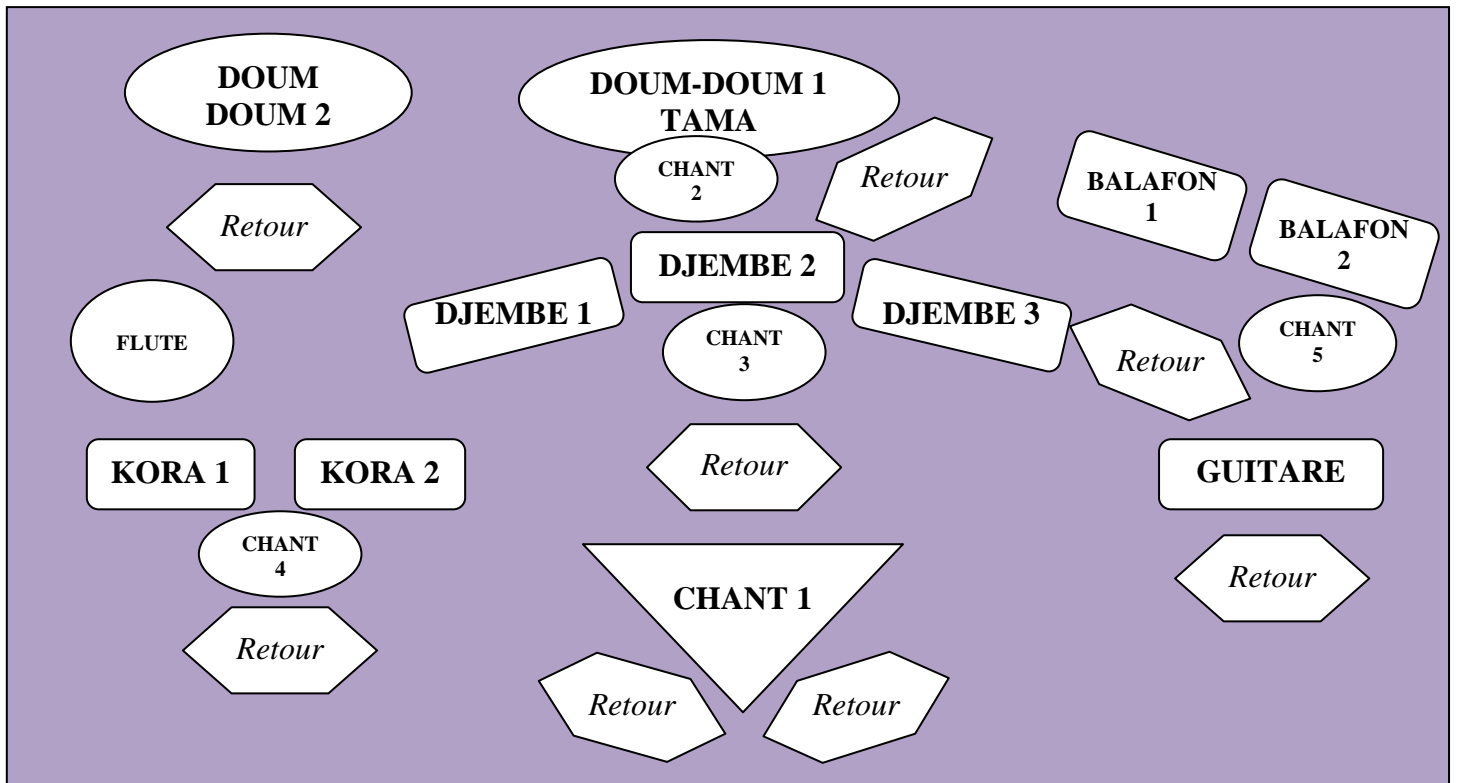 DOUM
DOUM 2
DOUM-DOUM 1
TAMA
CHANT
2
Retour
BALAFON
1
BALAFON
2
Retour
DJEMBE 2
DJEMBE 1
DJEMBE 3
FLUTE
CHANT
3
Retour
CHANT
5
KORA 1
KORA 2
Retour
GUITARE
CHANT
4
Retour
CHANT 1
Retour
Retour
Retour